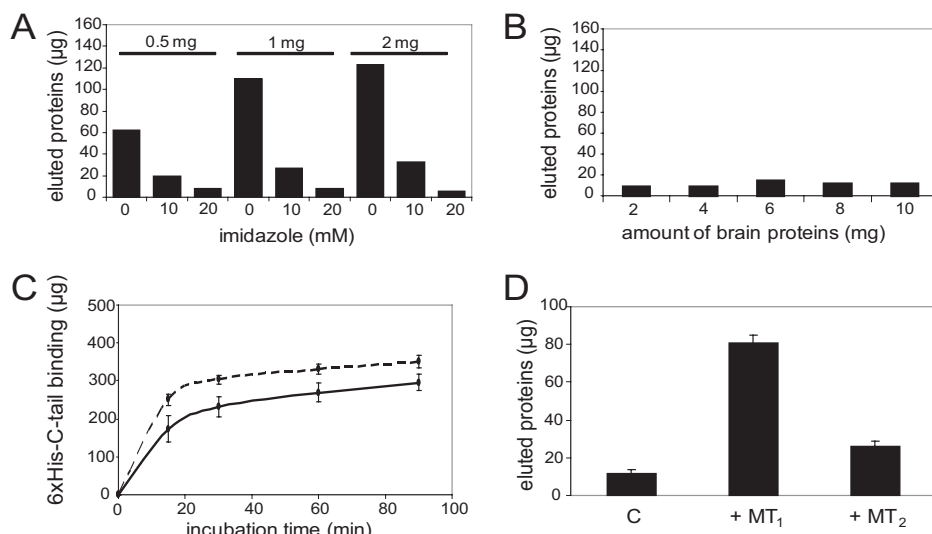 A
eluted proteins (µg)
160
140
120
100
80
60
40
20
0
0.5 mg 1 mg 2 mg
0 10 20 0 10 20 0 10 20
imidazole (mM)
B
eluted proteins (µg)
160
140
120
100
80
60
40
20
0
2 4 6 8 10
amount of brain proteins (mg)
C
6xHis-C-tail binding (µg)
500
400
300
200
100
0
0 20 40 60 80 100
incubation time (min)
D
eluted proteins (µg)
100
80
60
40
20
0
C + MT₁ + MT₂